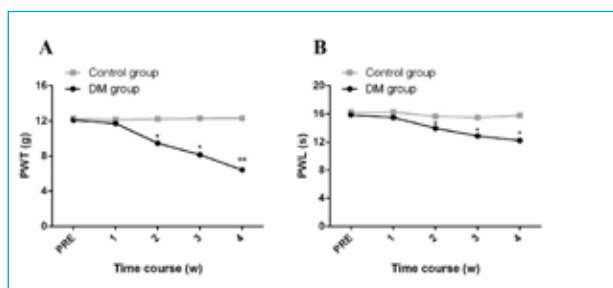 A
Control group
DM group
PWT (g)
16
12
8
4
0
*
*
**
PRE
1
2
3
4
Time course (w)
B
Control group
DM group
PWL (s)
20
16
12
8
4
0
*
*
*
PRE
1
2
3
4
Time course (w)